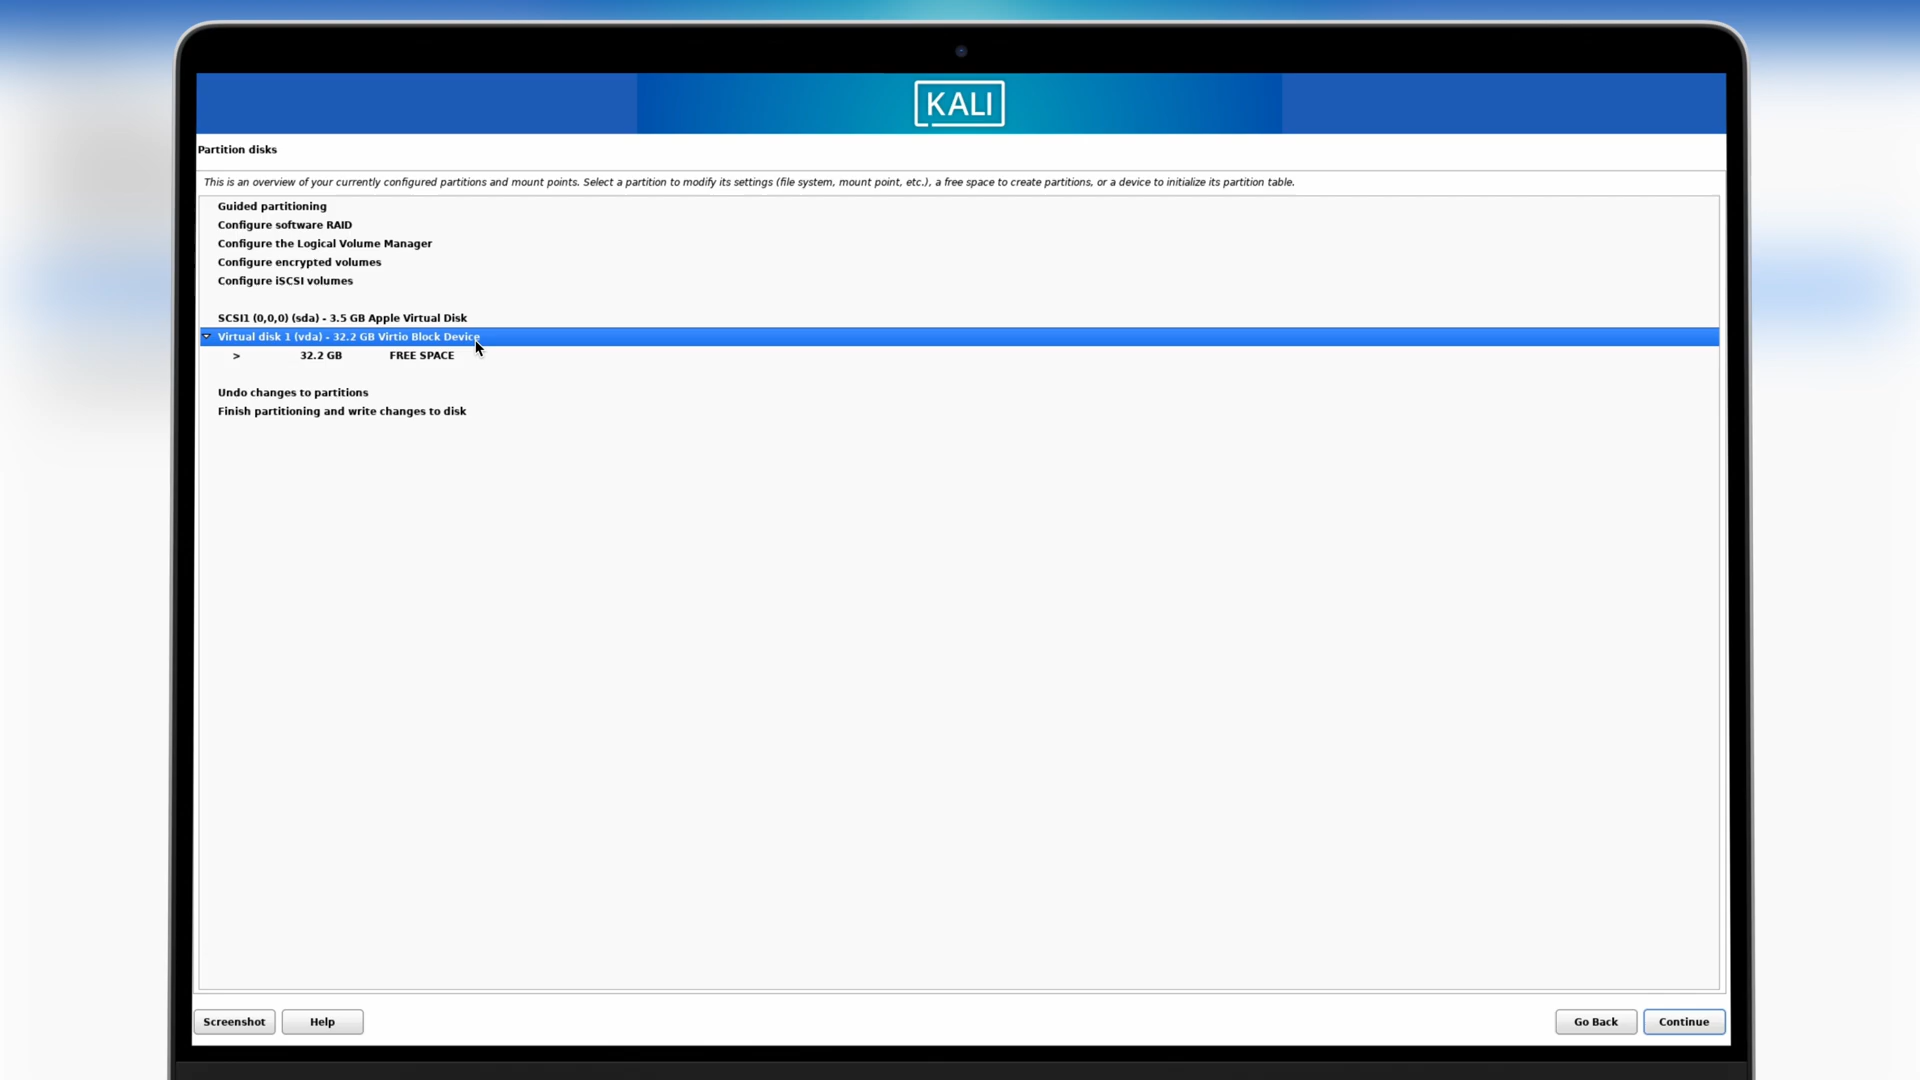 KALI
Partition disks
This is an overview of your currently configured partitions and mount points. Select a partition to modify its settings (file system, mount point, etc.), a free space to create partitions, or a device to initialize its partition table.
Guided partitioning
Configure software RAID
Configure the Logical Volume Manager
Configure encrypted volumes
Configure iSCSI volumes
SCSI1 (0,0,0) (sda) - 3.5 GB Apple Virtual Disk
Virtual disk 1 (vda) - 32.2 GB Virtio Block Device
> 32.2 GB FREE SPACE
Undo changes to partitions
Finish partitioning and write changes to disk
Screenshot Help Go Back Continue